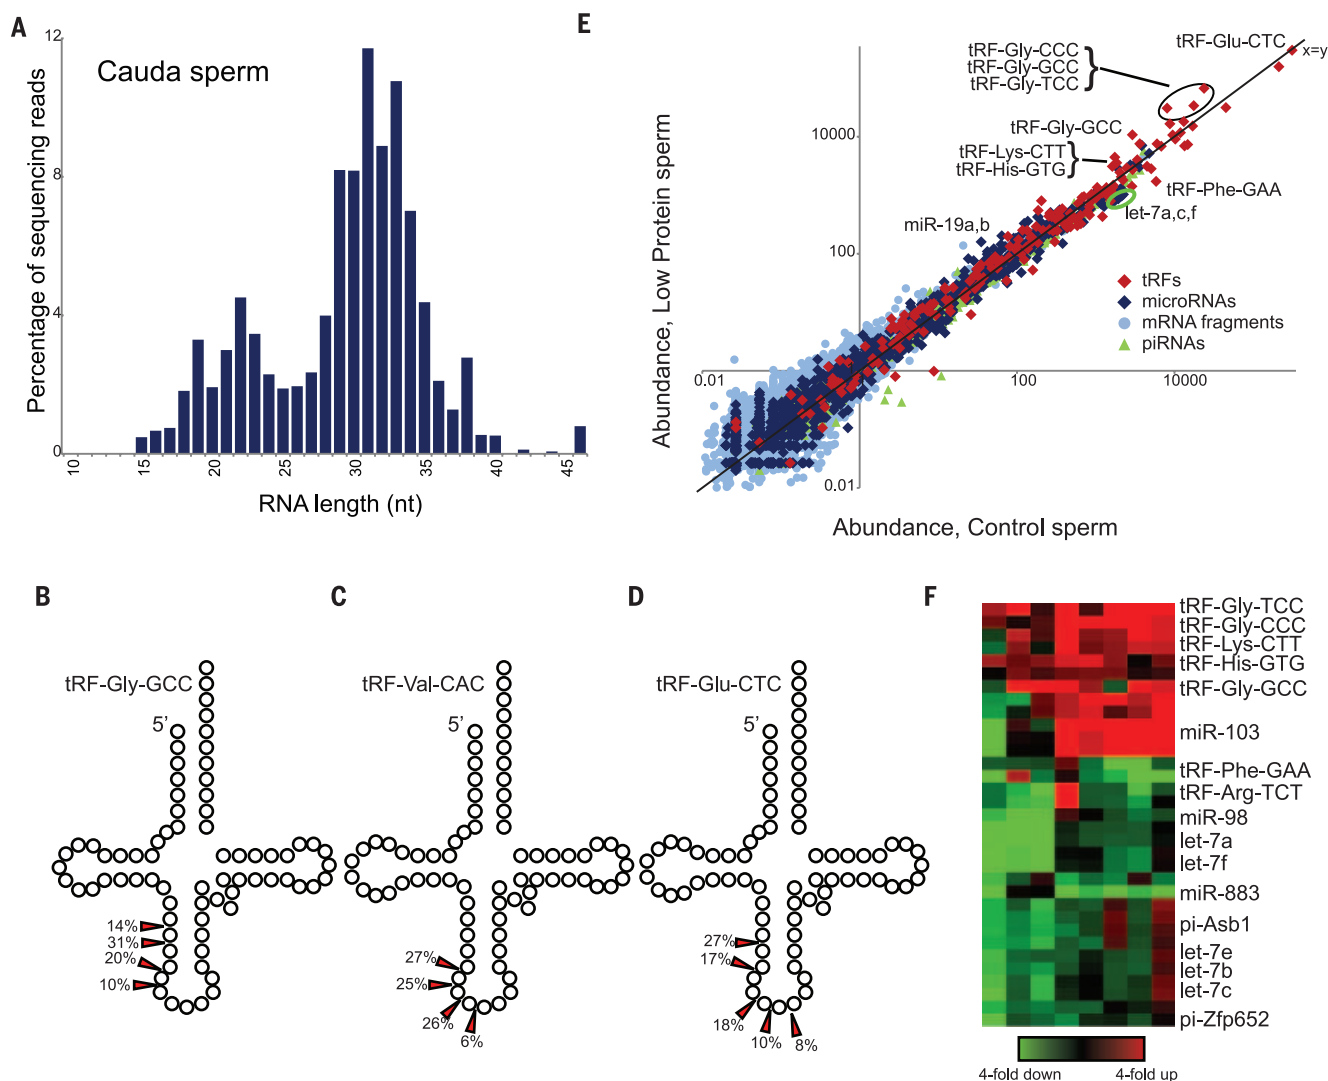 A
12
8
4
0
Cauda sperm
Percentage of sequencing reads
10
15
20
25
30
35
40
45
RNA length (nt)
E
tRF-Gly-CCC
tRF-Gly-GCC
tRF-Gly-TCC
tRF-Glu-CTC
x=y
10000
tRF-Gly-GCC
tRF-Lys-CTT
tRF-His-GTG
tRF-Phe-GAA
let-7a,c,f
miR-19a,b
100
tRFs
microRNAs
mRNA fragments
piRNAs
0.01
100
10000
0.01
Abundance, Low Protein sperm
Abundance, Control sperm
B
tRF-Gly-GCC
5’
14%
31%
20%
10%
C
tRF-Val-CAC
5’
27%
25%
26%
6%
D
tRF-Glu-CTC
5’
27%
17%
18%
10%
8%
F
tRF-Gly-TCC
tRF-Gly-CCC
tRF-Lys-CTT
tRF-His-GTG
tRF-Gly-GCC
miR-103
tRF-Phe-GAA
tRF-Arg-TCT
miR-98
let-7a
let-7f
miR-883
pi-Asb1
let-7e
let-7b
let-7c
pi-Zfp652
4-fold down
4-fold up